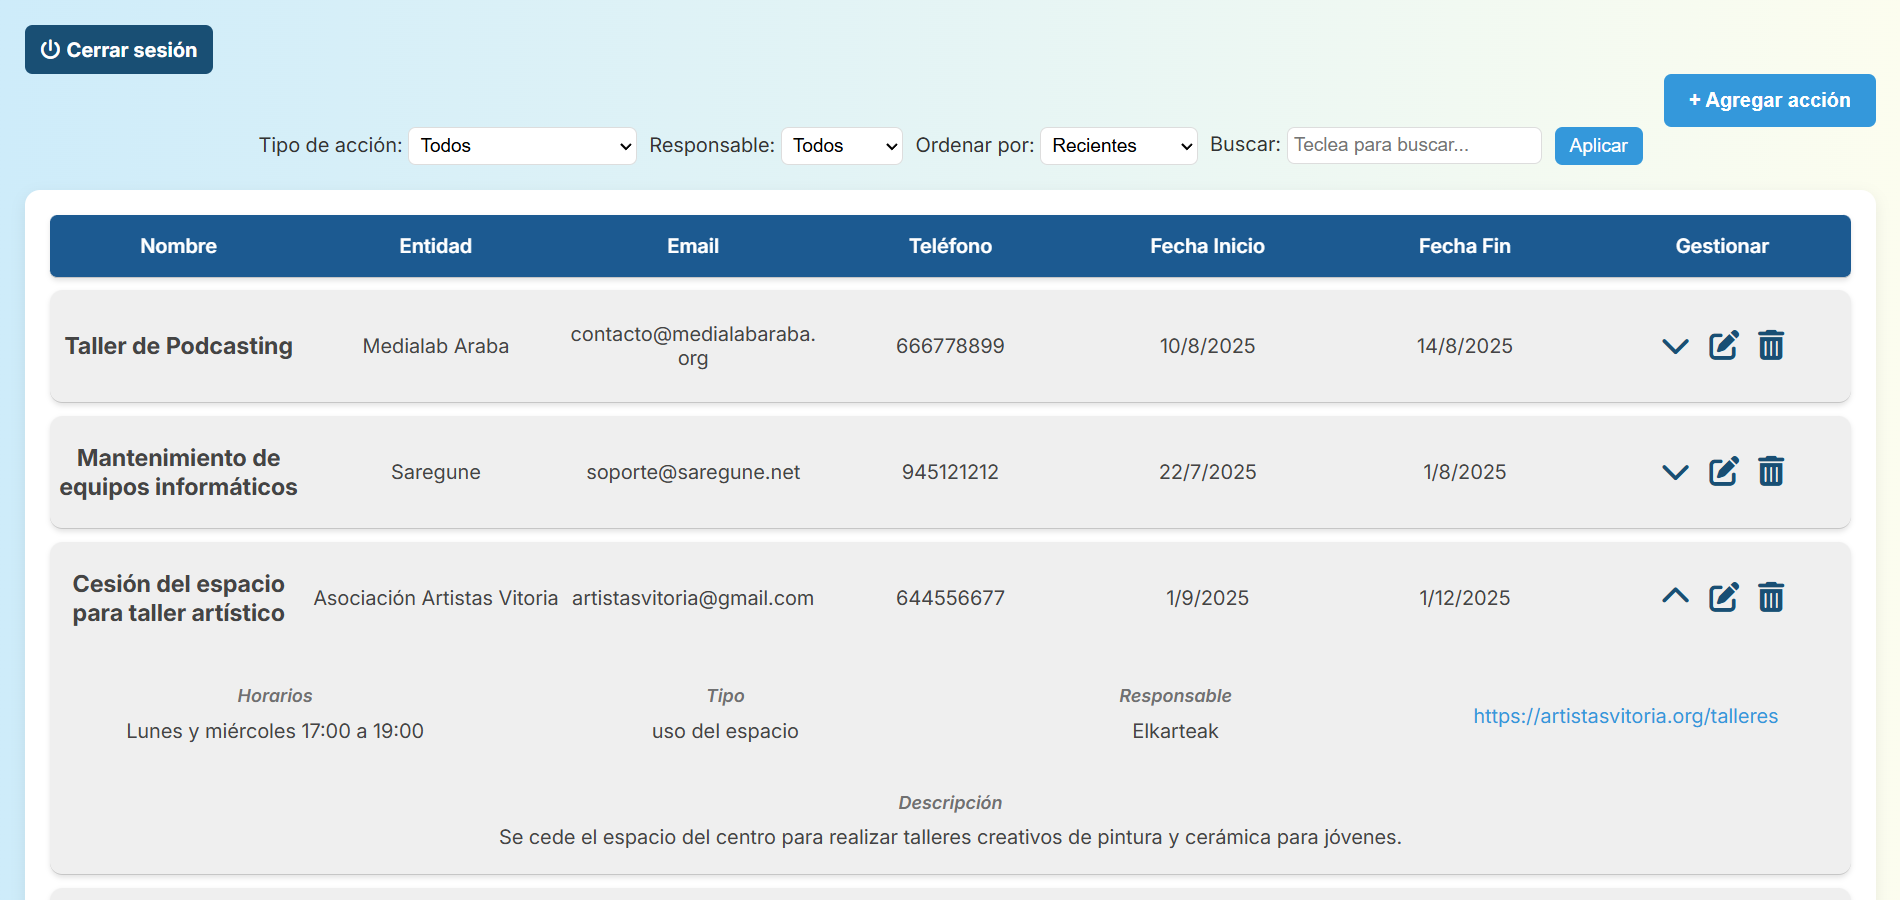 Cerrar sesión
+ Agregar acción
Tipo de acción: Todos Responsable: Todos Ordenar por: Recientes Buscar: Teclea para buscar... Aplicar
Nombre Entidad Email Teléfono Fecha Inicio Fecha Fin Gestionar
Taller de Podcasting Medialab Araba contacto@medialabaraba.
org 666778899 10/8/2025 14/8/2025
Mantenimiento de
equipos informáticos Saregune soporte@saregune.net 945121212 22/7/2025 1/8/2025
Cesión del espacio
para taller artístico Asociación Artistas Vitoria artistasvitoria@gmail.com 644556677 1/9/2025 1/12/2025
Horarios Tipo Responsable
Lunes y miércoles 17:00 a 19:00 uso del espacio Elkarteak https://artistasvitoria.org/talleres
Descripción
Se cede el espacio del centro para realizar talleres creativos de pintura y cerámica para jóvenes.